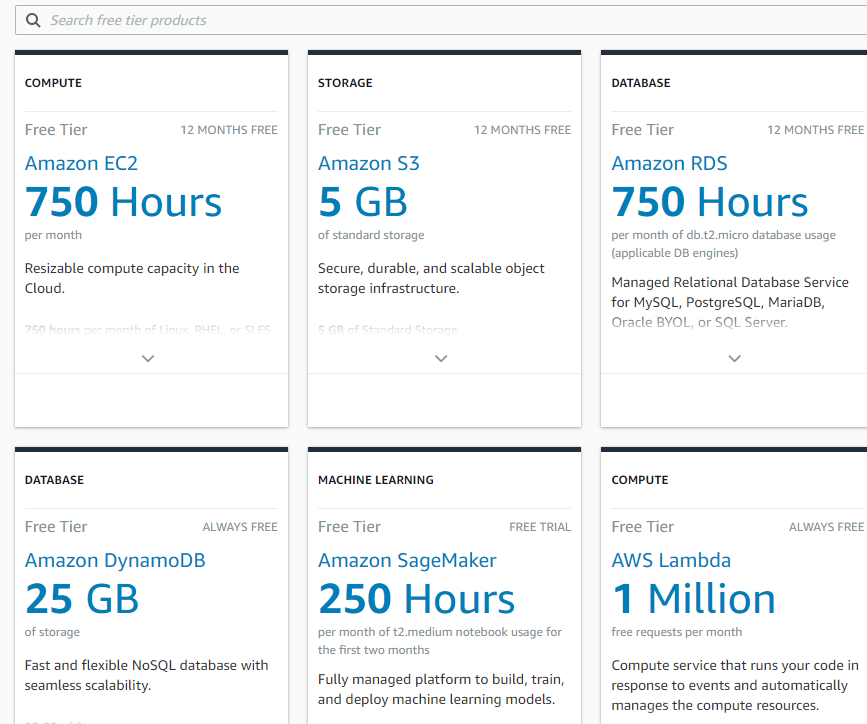 Search free tier products
COMPUTE
Free Tier 12 MONTHS FREE
Amazon EC2
750 Hours
per month
Resizable compute capacity in the
Cloud.
750 hours per month of Linux, RHEL, or SLES
STORAGE
Free Tier 12 MONTHS FREE
Amazon S3
5 GB
of standard storage
Secure, durable, and scalable object
storage infrastructure.
5 GB of Standard Storage
DATABASE
Free Tier 12 MONTHS FREE
Amazon RDS
750 Hours
per month of db.t2.micro database usage
(applicable DB engines)
Managed Relational Database Service
for MySQL, PostgreSQL, MariaDB,
Oracle BYOL, or SQL Server.
DATABASE
Free Tier ALWAYS FREE
Amazon DynamoDB
25 GB
of storage
Fast and flexible NoSQL database with
seamless scalability.
MACHINE LEARNING
Free Tier FREE TRIAL
Amazon SageMaker
250 Hours
per month of t2.medium notebook usage for
the first two months
Fully managed platform to build, train,
and deploy machine learning models.
COMPUTE
Free Tier ALWAYS FREE
AWS Lambda
1 Million
free requests per month
Compute service that runs your code in
response to events and automatically
manages the compute resources.